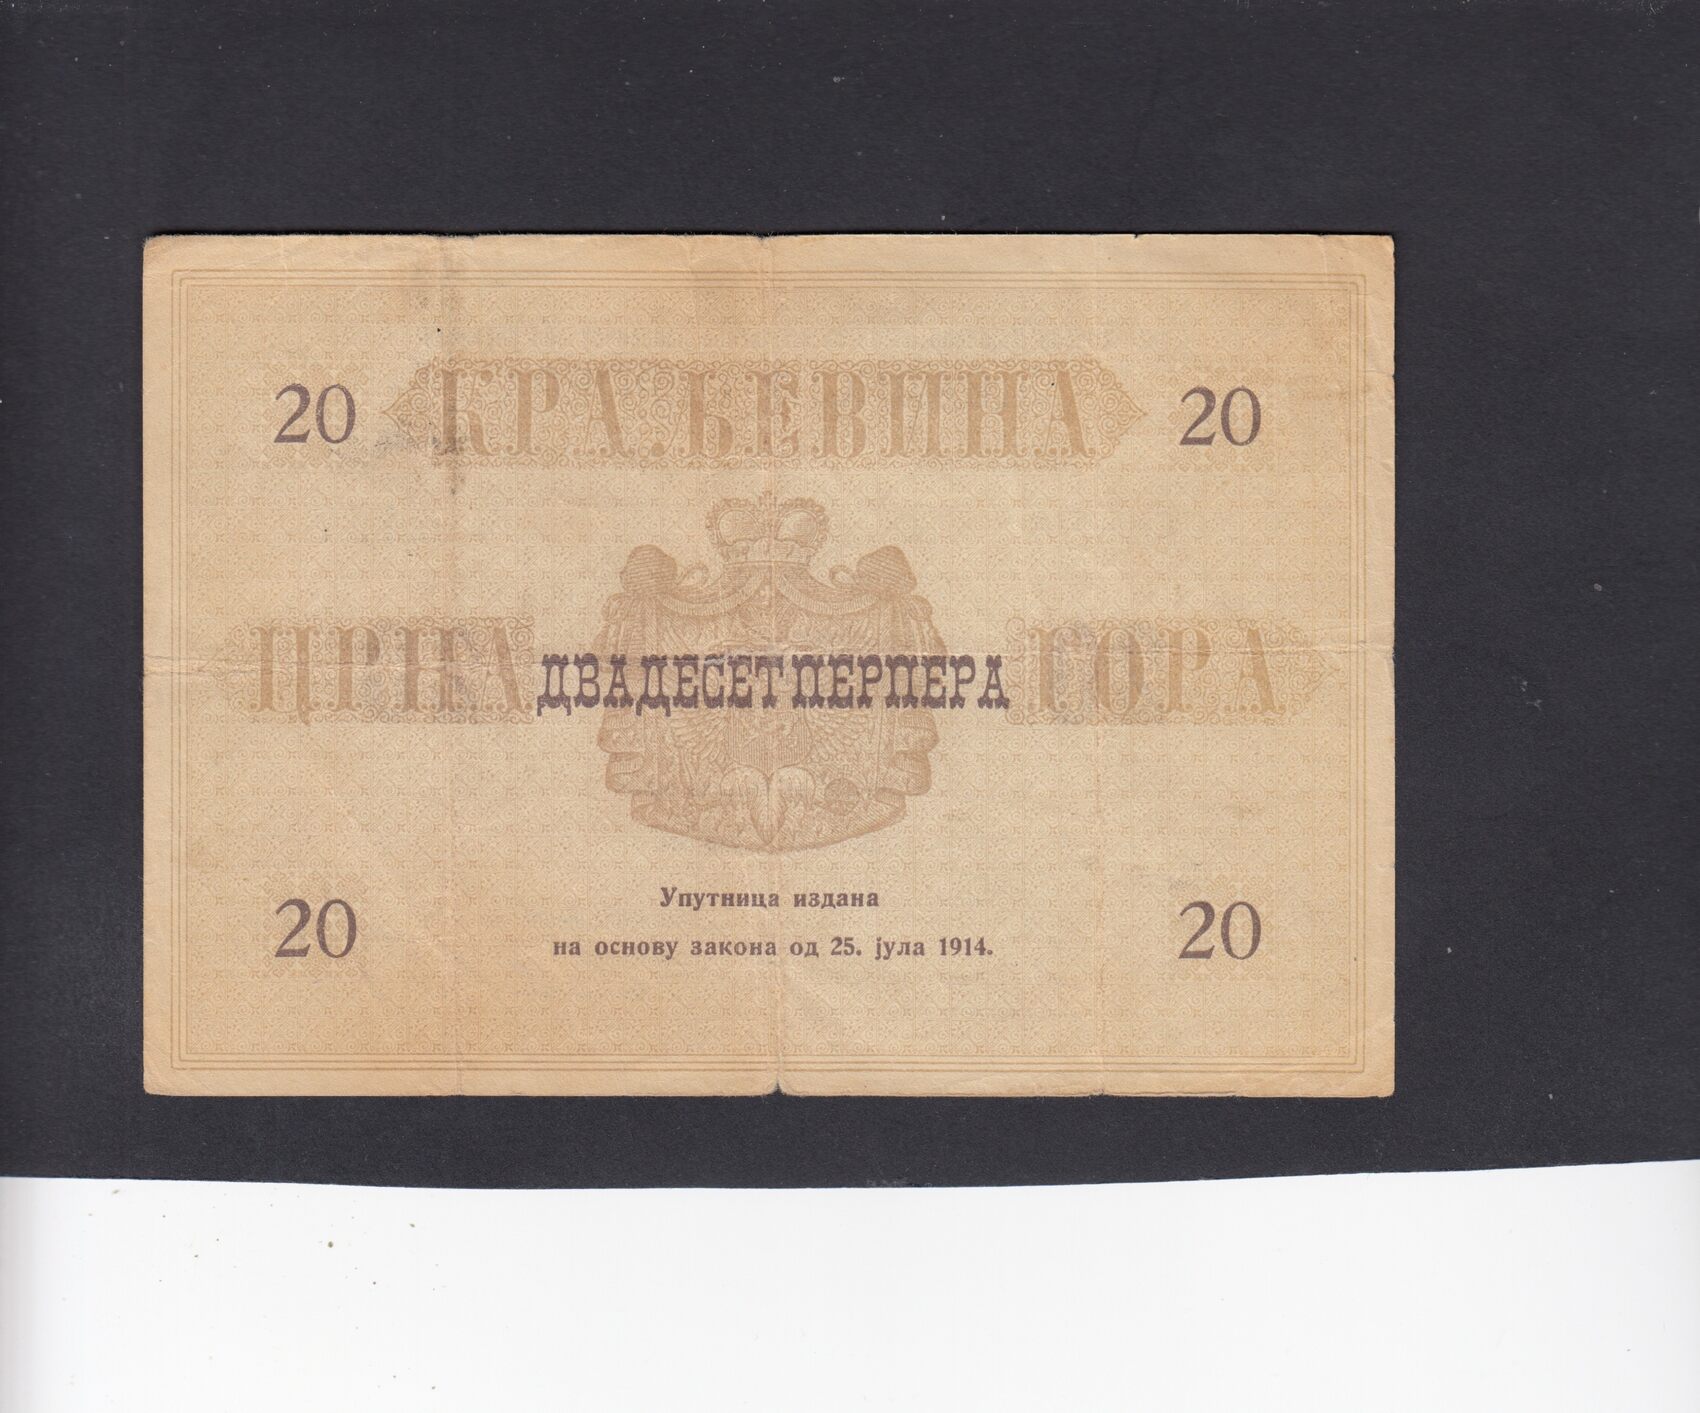 20 КРАЉЕВИНА 20
ЦРНА ДВАДЕСЕТ ПЕРПЕРА ГОРА
Упутница издана
20 на основу закона од 25. јула 1914. 20